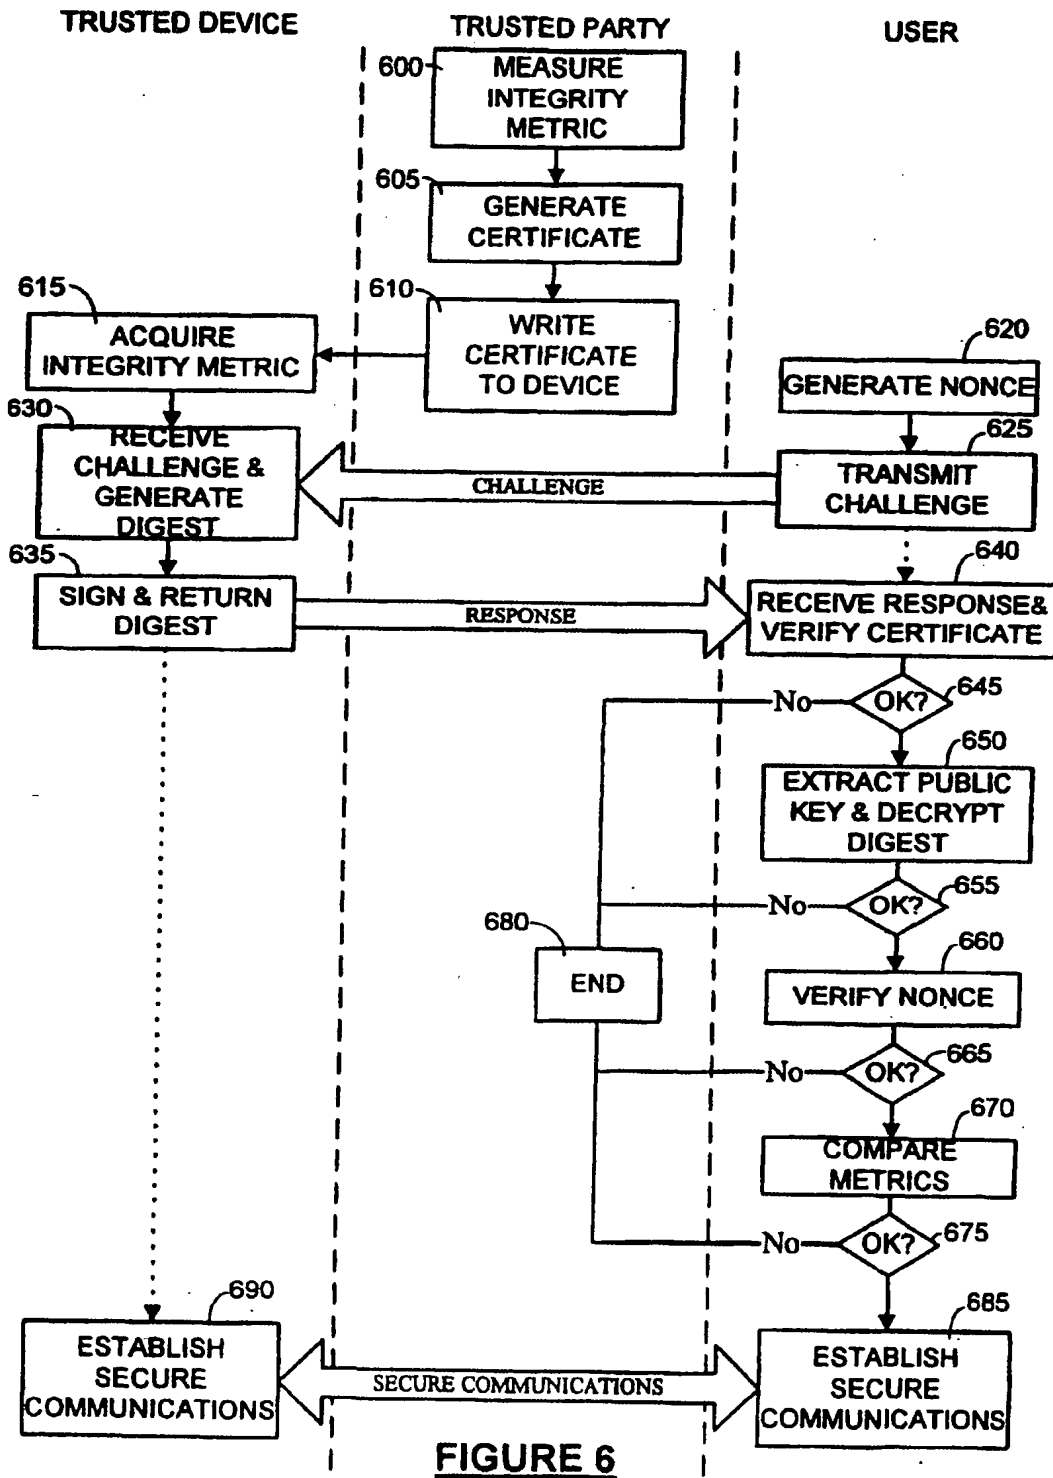 TRUSTED DEVICE
TRUSTED PARTY
USER
600
MEASURE
INTEGRITY
METRIC
605
GENERATE
CERTIFICATE
610
WRITE
CERTIFICATE
TO DEVICE
615
ACQUIRE
INTEGRITY METRIC
620
GENERATE NONCE
625
TRANSMIT
CHALLENGE
CHALLENGE
630
RECEIVE
CHALLENGE &
GENERATE
DIGEST
635
SIGN & RETURN
DIGEST
RESPONSE
640
RECEIVE RESPONSE&
VERIFY CERTIFICATE
645
OK?
No
650
EXTRACT PUBLIC
KEY & DECRYPT
DIGEST
655
OK?
No
680
END
660
VERIFY NONCE
665
OK?
No
670
COMPARE
METRICS
675
OK?
No
690
ESTABLISH
SECURE
COMMUNICATIONS
SECURE COMMUNICATIONS
685
ESTABLISH
SECURE
COMMUNICATIONS
FIGURE 6